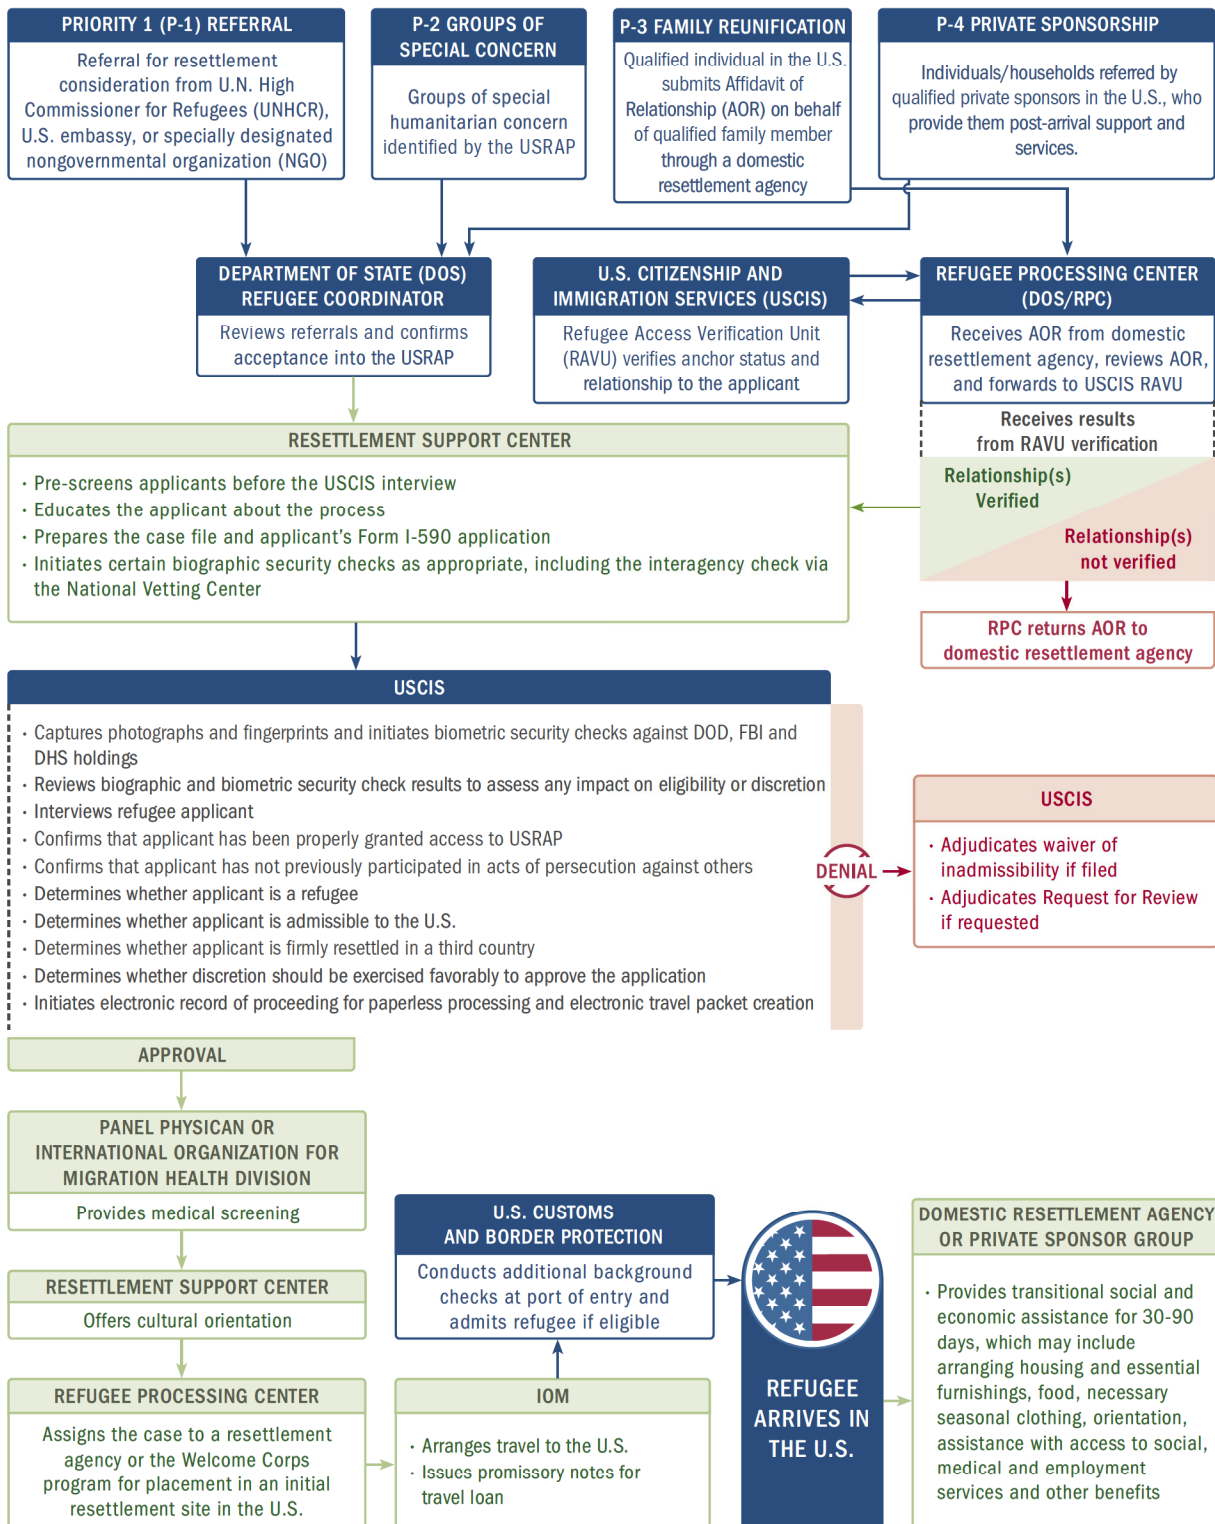 PRIORITY 1 (P-1) REFERRAL
Referral for resettlement
consideration from U.N. High
Commissioner for Refugees (UNHCR),
U.S. embassy, or specially designated
nongovernmental organization (NGO)
P-2 GROUPS OF
SPECIAL CONCERN
Groups of special
humanitarian concern
identified by the USRAP
P-3 FAMILY REUNIFICATION
Qualified individual in the U.S.
submits Affidavit of
Relationship (AOR) on behalf
of qualified family member
through a domestic
resettlement agency
P-4 PRIVATE SPONSORSHIP
Individuals/households referred by
qualified private sponsors in the U.S., who
provide them post-arrival support and
services.
DEPARTMENT OF STATE (DOS)
REFUGEE COORDINATOR
Reviews referrals and confirms
acceptance into the USRAP
U.S. CITIZENSHIP AND
IMMIGRATION SERVICES (USCIS)
Refugee Access Verification Unit
(RAVU) verifies anchor status and
relationship to the applicant
REFUGEE PROCESSING CENTER
(DOS/RPC)
Receives AOR from domestic
resettlement agency, reviews AOR,
and forwards to USCIS RAVU
Receives results
from RAVU verification
Relationship(s)
Verified
Relationship(s)
not verified
RPC returns AOR to
domestic resettlement agency
RESETTLEMENT SUPPORT CENTER
· Pre-screens applicants before the USCIS interview
· Educates the applicant about the process
· Prepares the case file and applicant's Form I-590 application
· Initiates certain biographic security checks as appropriate, including the interagency check via
the National Vetting Center
USCIS
· Captures photographs and fingerprints and initiates biometric security checks against DOD, FBI and
DHS holdings
· Reviews biographic and biometric security check results to assess any impact on eligibility or discretion
· Interviews refugee applicant
· Confirms that applicant has been properly granted access to USRAP
· Confirms that applicant has not previously participated in acts of persecution against others
· Determines whether applicant is a refugee
· Determines whether applicant is admissible to the U.S.
· Determines whether applicant is firmly resettled in a third country
· Determines whether discretion should be exercised favorably to approve the application
· Initiates electronic record of proceeding for paperless processing and electronic travel packet creation
DENIAL
USCIS
· Adjudicates waiver of
inadmissibility if filed
· Adjudicates Request for Review
if requested
APPROVAL
PANEL PHYSICAN OR
INTERNATIONAL ORGANIZATION FOR
MIGRATION HEALTH DIVISION
Provides medical screening
RESETTLEMENT SUPPORT CENTER
Offers cultural orientation
REFUGEE PROCESSING CENTER
Assigns the case to a resettlement
agency or the Welcome Corps
program for placement in an initial
resettlement site in the U.S.
IOM
· Arranges travel to the U.S.
· Issues promissory notes for
travel loan
U.S. CUSTOMS
AND BORDER PROTECTION
Conducts additional background
checks at port of entry and
admits refugee if eligible
REFUGEE
ARRIVES IN
THE U.S.
DOMESTIC RESETTLEMENT AGENCY
OR PRIVATE SPONSOR GROUP
· Provides transitional social and
economic assistance for 30-90
days, which may include
arranging housing and essential
furnishings, food, necessary
seasonal clothing, orientation,
assistance with access to social,
medical and employment
services and other benefits